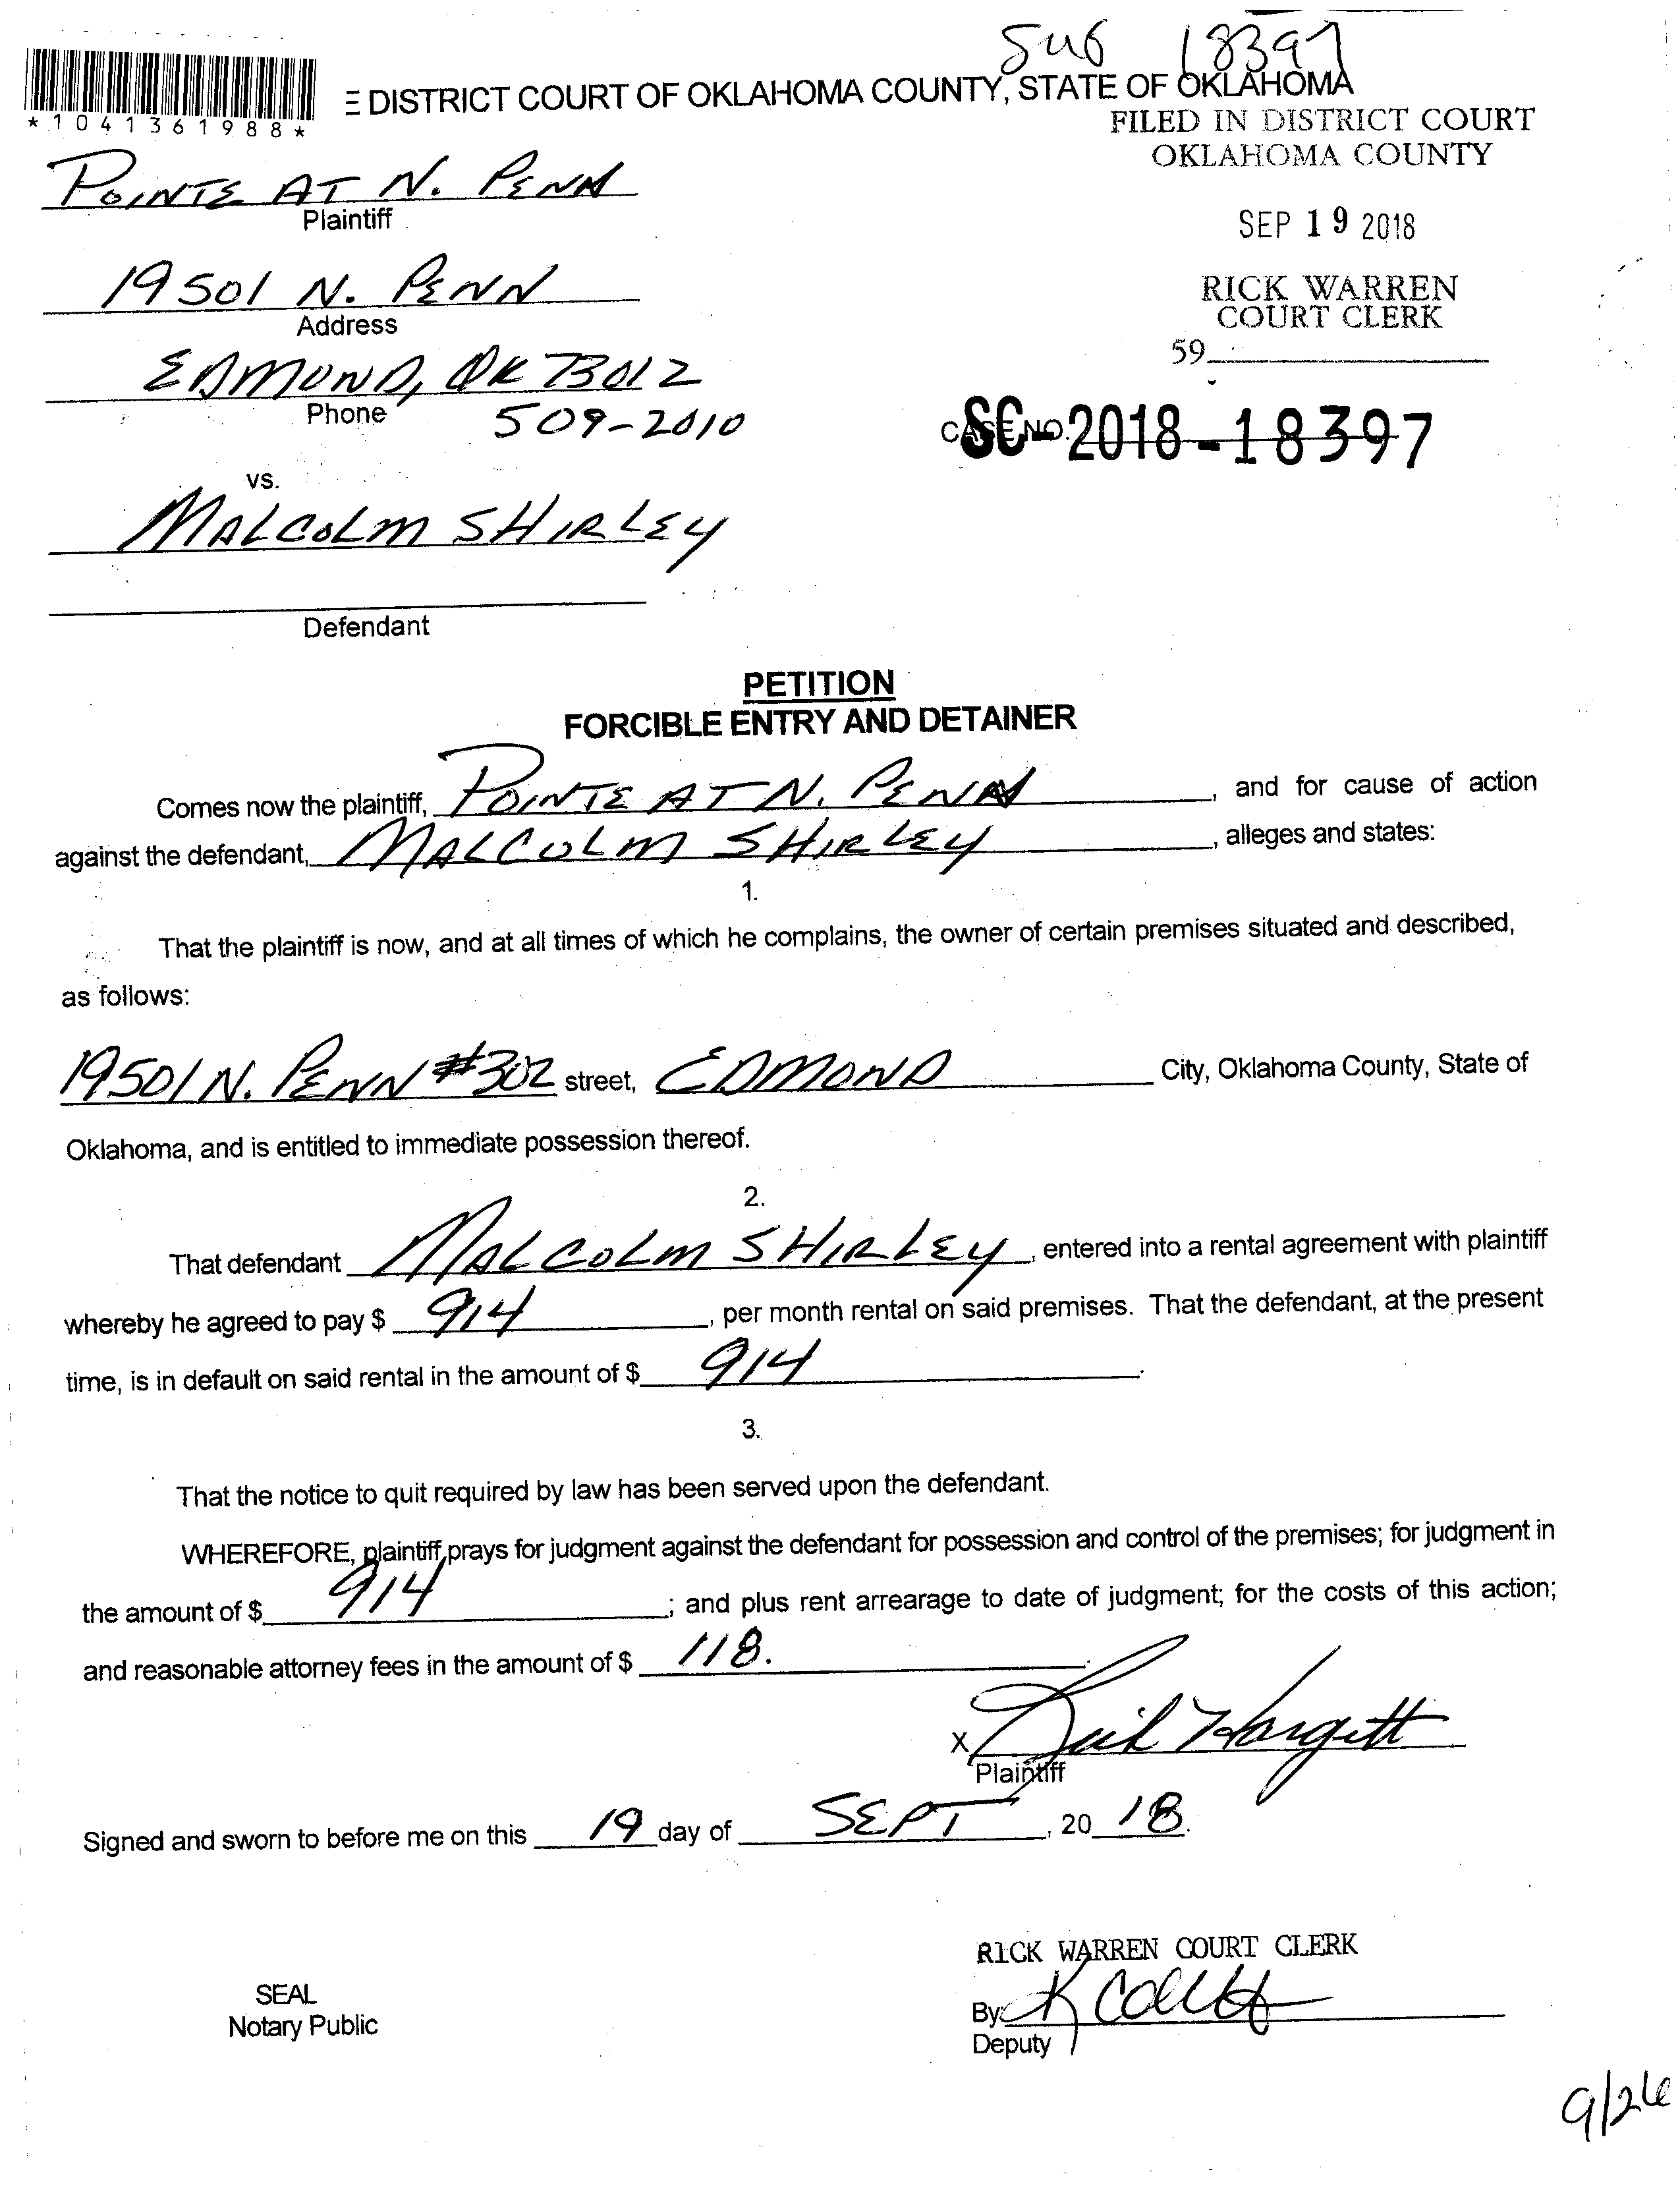 18397
DISTRICT COURT OF OKLAHOMA COUNTY, STATE OF OKLAHOMA
*1041361988*
FILED IN DISTRICT COURT
OKLAHOMA COUNTY
POINTE AT N. PENN
Plaintiff
SEP 19 2018
19501 N. PENN
Address
RICK WARREN
COURT CLERK
59
EDMOND, OK 73012
Phone 509-2010
CASE NO. SC-2018-18397
vs.
MALCOLM SHIRLEY
Defendant
PETITION
FORCIBLE ENTRY AND DETAINER
Comes now the plaintiff, POINTE AT N. PENN, and for cause of action
against the defendant, MALCOLM SHIRLEY, alleges and states:
1.
That the plaintiff is now, and at all times of which he complains, the owner of certain premises situated and described,
as follows:
19501 N. PENN #302 street, EDMOND City, Oklahoma County, State of
Oklahoma, and is entitled to immediate possession thereof.
2.
That defendant MALCOLM SHIRLEY, entered into a rental agreement with plaintiff
whereby he agreed to pay $ 914, per month rental on said premises. That the defendant, at the present
time, is in default on said rental in the amount of $ 914.
3.
That the notice to quit required by law has been served upon the defendant.
WHEREFORE, plaintiff, prays for judgment against the defendant for possession and control of the premises; for judgment in
the amount of $ 914; and plus rent arrearage to date of judgment; for the costs of this action;
and reasonable attorney fees in the amount of $ 118.
X Hargett
Plaintiff
Signed and sworn to before me on this 19 day of SEPT, 20 18.
RICK WARREN COURT CLERK
SEAL
Notary Public
By: K
Deputy
9/26